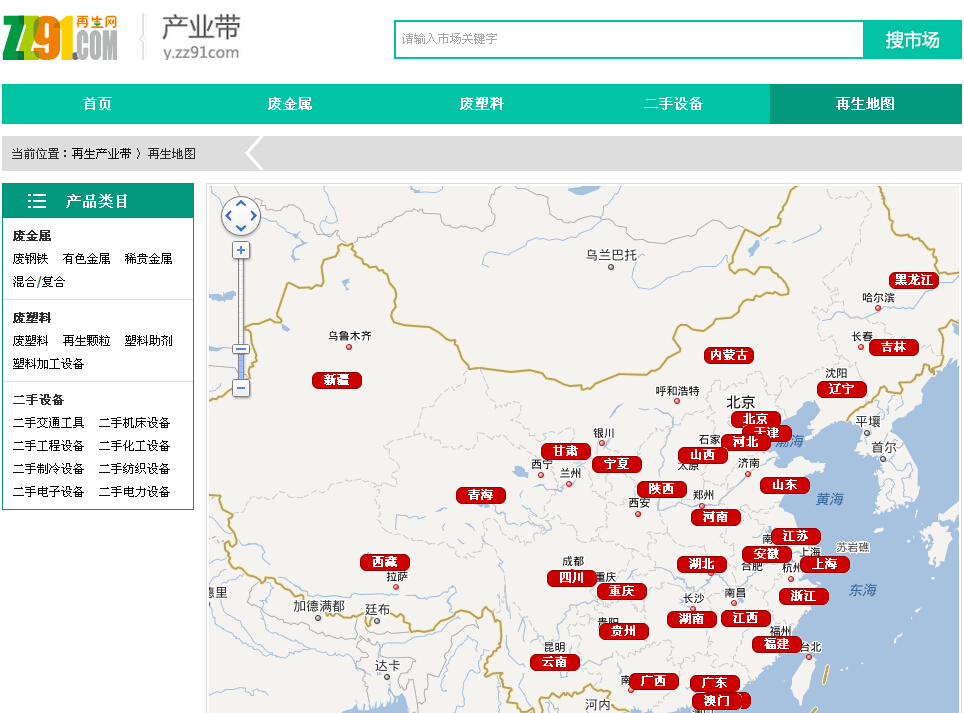 ZZ91再生网
.COM
产业带
y.zz91com
请输入市场关键字
搜市场
首页
废金属
废塑料
二手设备
再生地图
当前位置：再生产业带 〉再生地图
产品类目
废金属
废钢铁 有色金属 稀贵金属
混合/复合
废塑料
废塑料 再生颗粒 塑料助剂
塑料加工设备
二手设备
二手交通工具 二手机床设备
二手工程设备 二手化工设备
二手制冷设备 二手纺织设备
二手电子设备 二手电力设备
乌兰巴托
黑龙江
哈尔滨
乌鲁木齐
长春
吉林
内蒙古
新疆
沈阳
辽宁
呼和浩特
北京
北京
平壤
天津
银川
石家
河北
渤海
首尔
甘肃
山西
太原
西宁
宁夏
济南
兰州
山东
陕西
青海
郑州
黄海
西安
河南
江苏
南
苏岩礁
安徽
上海
西藏
成都
湖北
合肥
杭州
上海
拉萨
四川
重庆
重庆
东海
德里
长沙
南昌
浙江
加德满都
廷布
湖南
江西
贵阳
贵州
福州
福建
台北
昆明
云南
达卡
南
广西
广东
河内
澳门